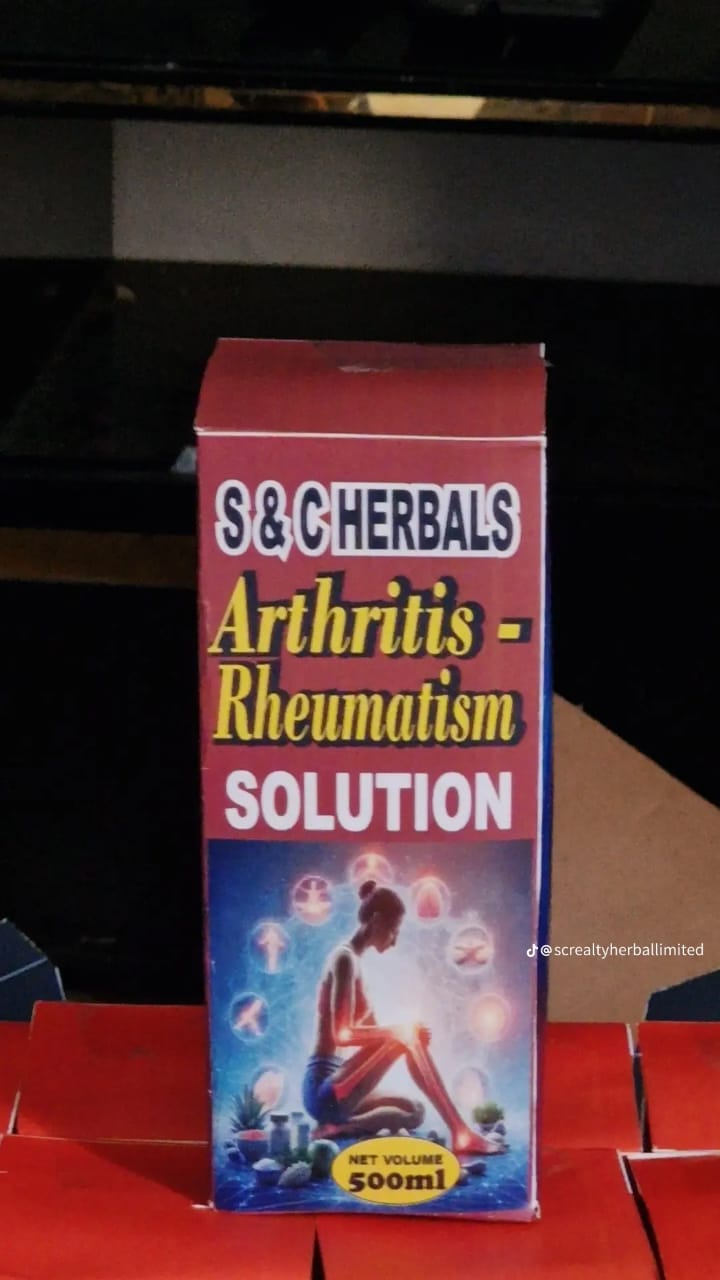 S & C HERBALS
Arthritis -
Rheumatism
SOLUTION
@screaltyherballimited
NET VOLUME
500ml